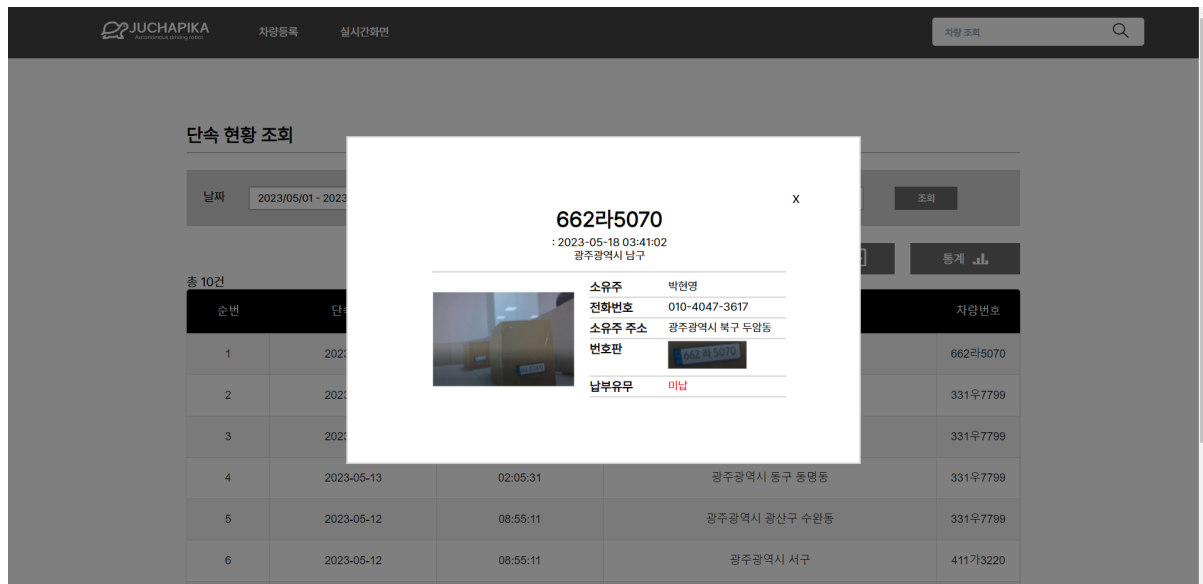 JUCHAPIKA
Autonomous driving robot
차량등록
실시간화면
차량 조회
단속 현황 조회
날짜
2023/05/01 - 2023
조회
통계
총 10건
순번
차량번호
1
662라5070
2
331우7799
3
331우7799
4 2023-05-13 02:05:31 광주광역시 동구 동명동 331우7799
5 2023-05-12 08:55:11 광주광역시 광산구 수완동 331우7799
6 2023-05-12 08:55:11 광주광역시 서구 411가3220
X
662라5070
: 2023-05-18 03:41:02
광주광역시 남구
소유주 박현영
전화번호 010-4047-3617
소유주 주소 광주광역시 북구 두암동
번호판 662 라 5070
납부유무 미납